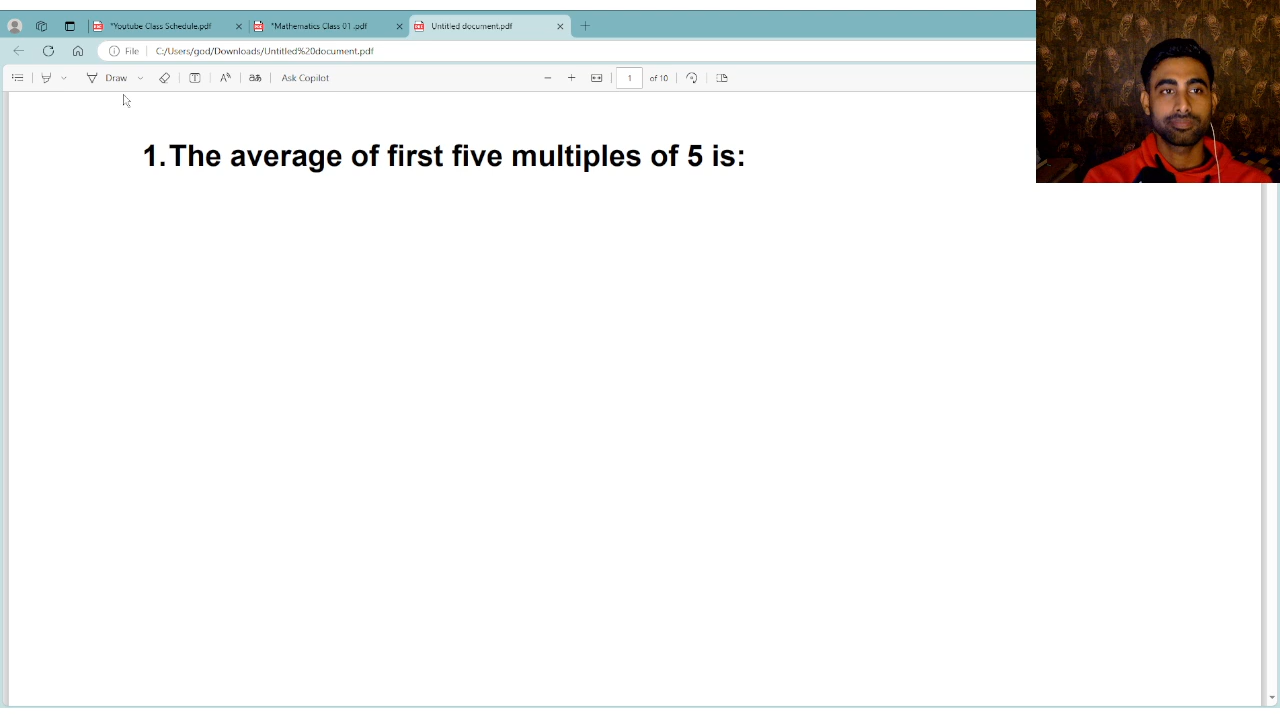 *Youtube Class Schedule.pdf
*Mathematics Class 01 .pdf
Untitled document.pdf
File
C:/Users/god/Downloads/Untitled%20document.pdf
Draw
Ask Copilot
1
of 10
1. The average of first five multiples of 5 is: